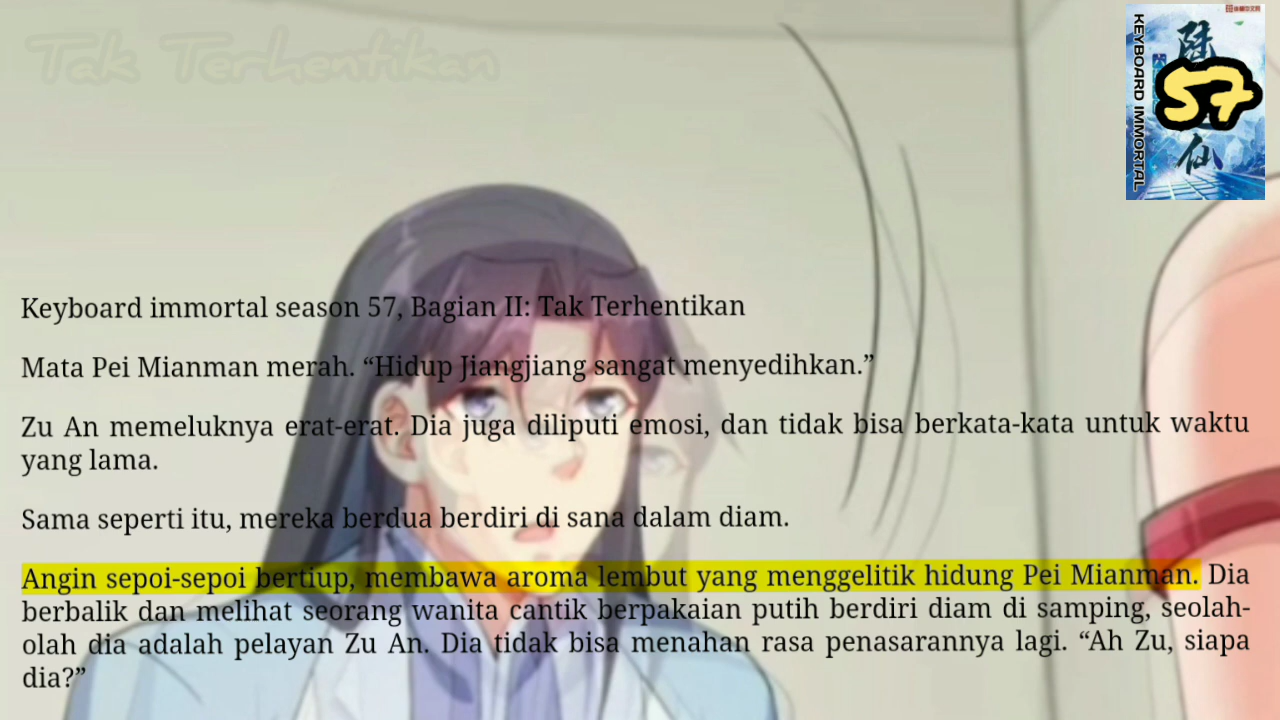 Tak Terhentikan
KEYBOARD IMMORTAL
陆
仙
57
Keyboard immortal season 57, Bagian II: Tak Terhentikan
Mata Pei Mianman merah. “Hidup Jiangjiang sangat menyedihkan.”
Zu An memeluknya erat-erat. Dia juga diliputi emosi, dan tidak bisa berkata-kata untuk waktu
yang lama.
Sama seperti itu, mereka berdua berdiri di sana dalam diam.
Angin sepoi-sepoi bertiup, membawa aroma lembut yang menggelitik hidung Pei Mianman. Dia
berbalik dan melihat seorang wanita cantik berpakaian putih berdiri diam di samping, seolah-
olah dia adalah pelayan Zu An. Dia tidak bisa menahan rasa penasarannya lagi. “Ah Zu, siapa
dia?”